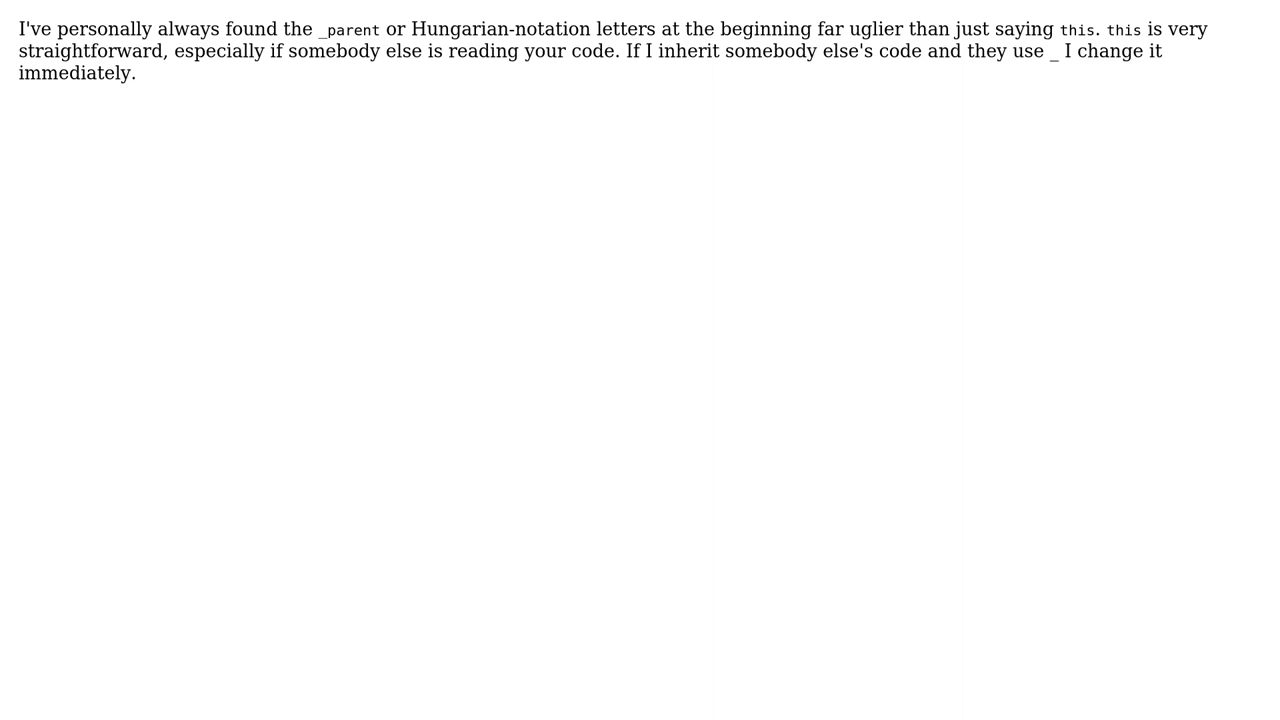 I've personally always found the _parent or Hungarian-notation letters at the beginning far uglier than just saying this. this is very
straightforward, especially if somebody else is reading your code. If I inherit somebody else's code and they use _ I change it
immediately.